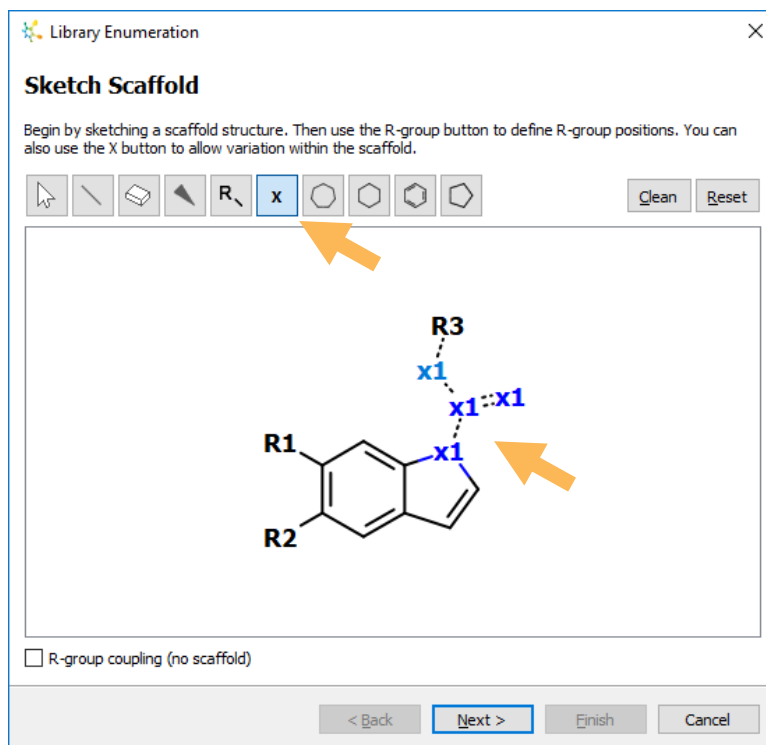 Library Enumeration
Sketch Scaffold
Begin by sketching a scaffold structure. Then use the R-group button to define R-group positions. You can
also use the X button to allow variation within the scaffold.
R x Clean Reset
R3
x1
x1 x1
R1 x1
R2
R-group coupling (no scaffold)
< Back Next > Finish Cancel